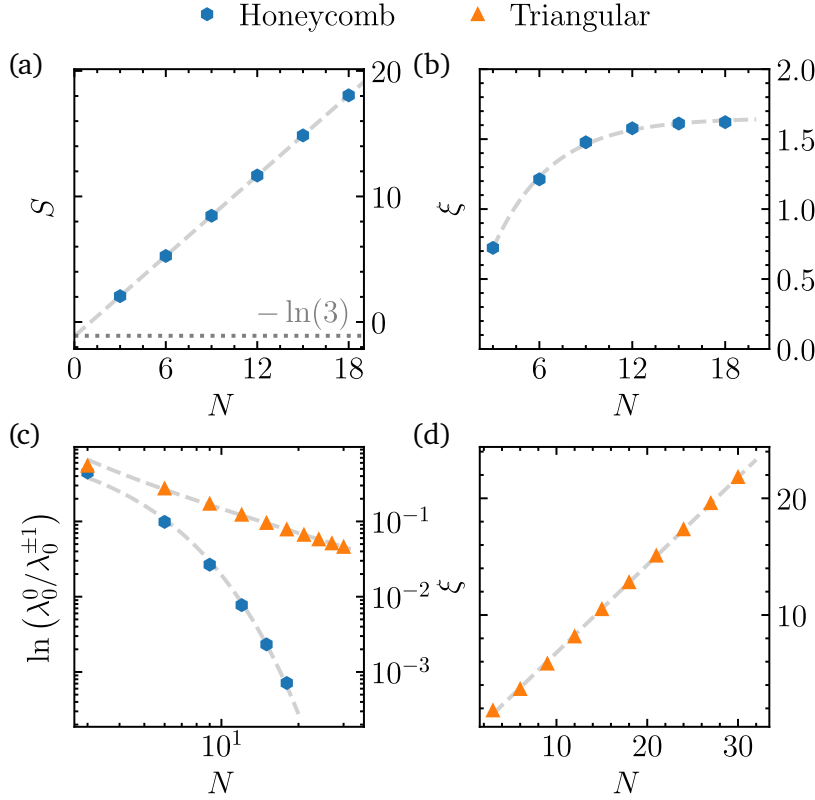 Honeycomb Triangular
(a)
20
10
0
S
− ln(3)
0 6 12 18
N
(b)
2.0
1.5
1.0
0.5
0.0
ξ
6 12 18
N
(c)
10⁻¹
10⁻²
10⁻³
ln (λ₀⁰/λ₀^{±1})
10¹
N
(d)
20
10
ξ
10 20 30
N